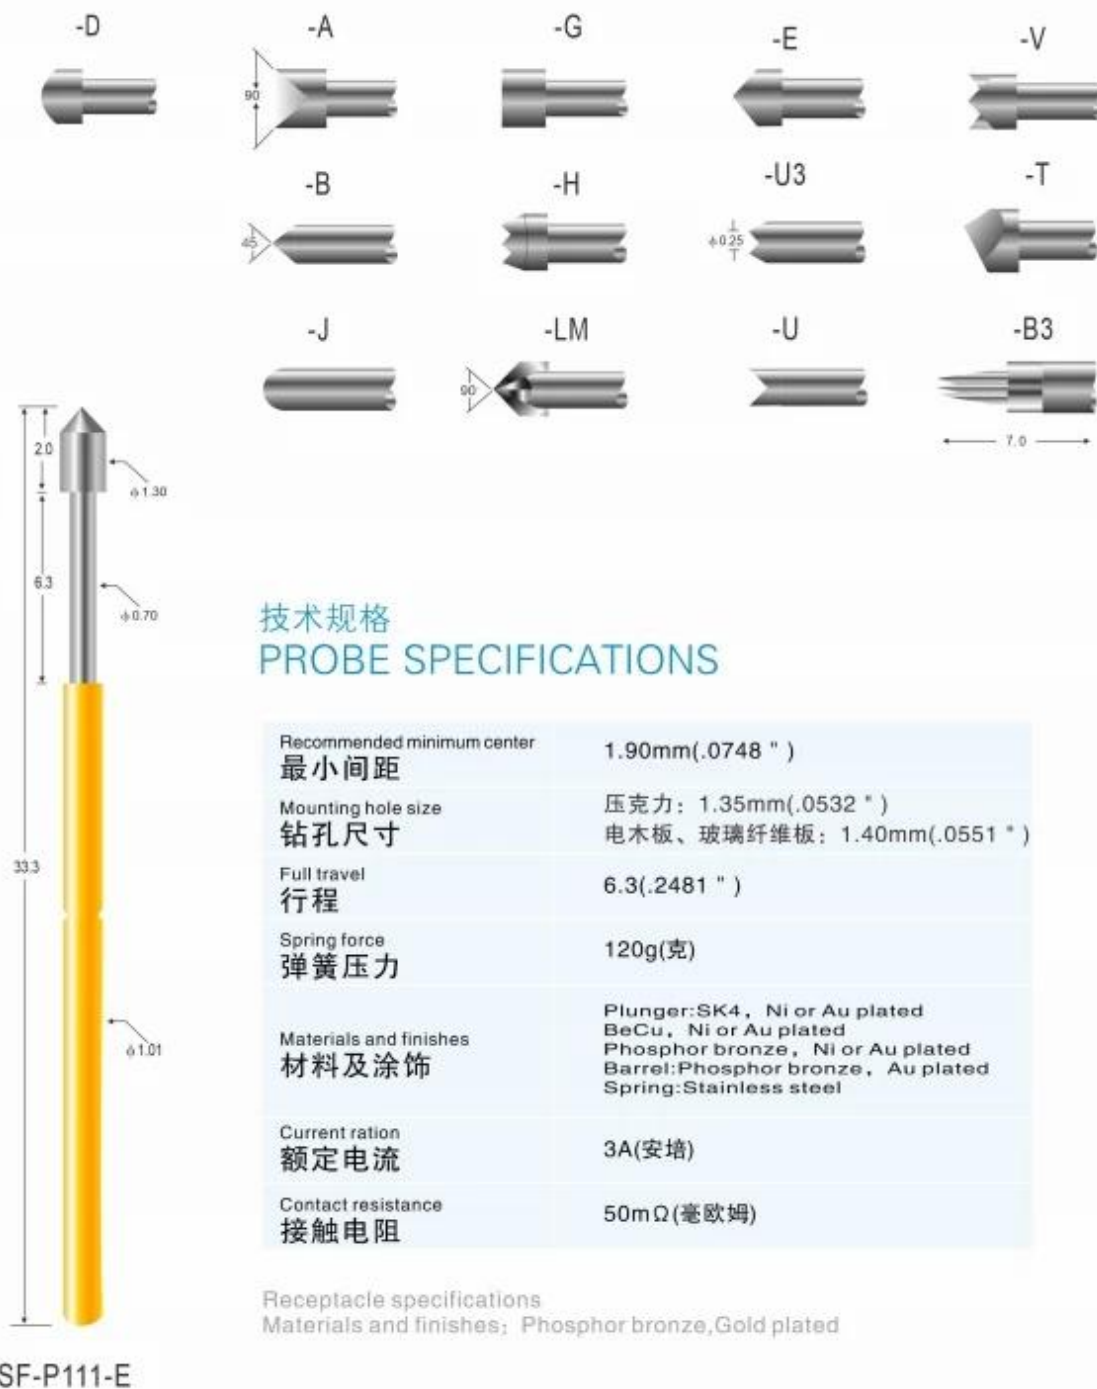 -D
-A
-G
-E
-V
90
-B
-H
-U3
-T
45
ϕ0.25
-J
-LM
-U
-B3
90
7.0
2.0
ϕ1.30
6.3
ϕ0.70
33.3
ϕ1.01
SF-P111-E
技术规格
PROBE SPECIFICATIONS
Recommended minimum center
最小间距
1.90mm(.0748 " )
Mounting hole size
钻孔尺寸
压克力：1.35mm(.0532 " )
电木板、玻璃纤维板：1.40mm(.0551 " )
Full travel
行程
6.3(.2481 " )
Spring force
弹簧压力
120g(克)
Materials and finishes
材料及涂饰
Plunger:SK4，Ni or Au plated
BeCu，Ni or Au plated
Phosphor bronze，Ni or Au plated
Barrel:Phosphor bronze，Au plated
Spring:Stainless steel
Current ration
额定电流
3A(安培)
Contact resistance
接触电阻
50mΩ(毫欧姆)
Receptacle specifications
Materials and finishes；Phosphor bronze,Gold plated